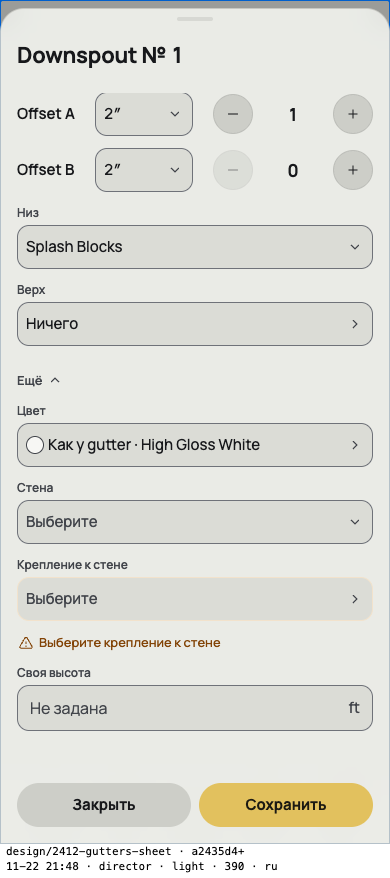 Downspout № 1
Offset A 2″ − 1 +
Offset B 2″ − 0 +
Низ
Splash Blocks
Верх
Ничего
Ещё
Цвет
Как у gutter · High Gloss White
Стена
Выберите
Крепление к стене
Выберите
Выберите крепление к стене
Своя высота
Не задана ft
Закрыть Сохранить
design/2412-gutters-sheet · a2435d4+
11-22 21:48 · director · light · 390 · ru